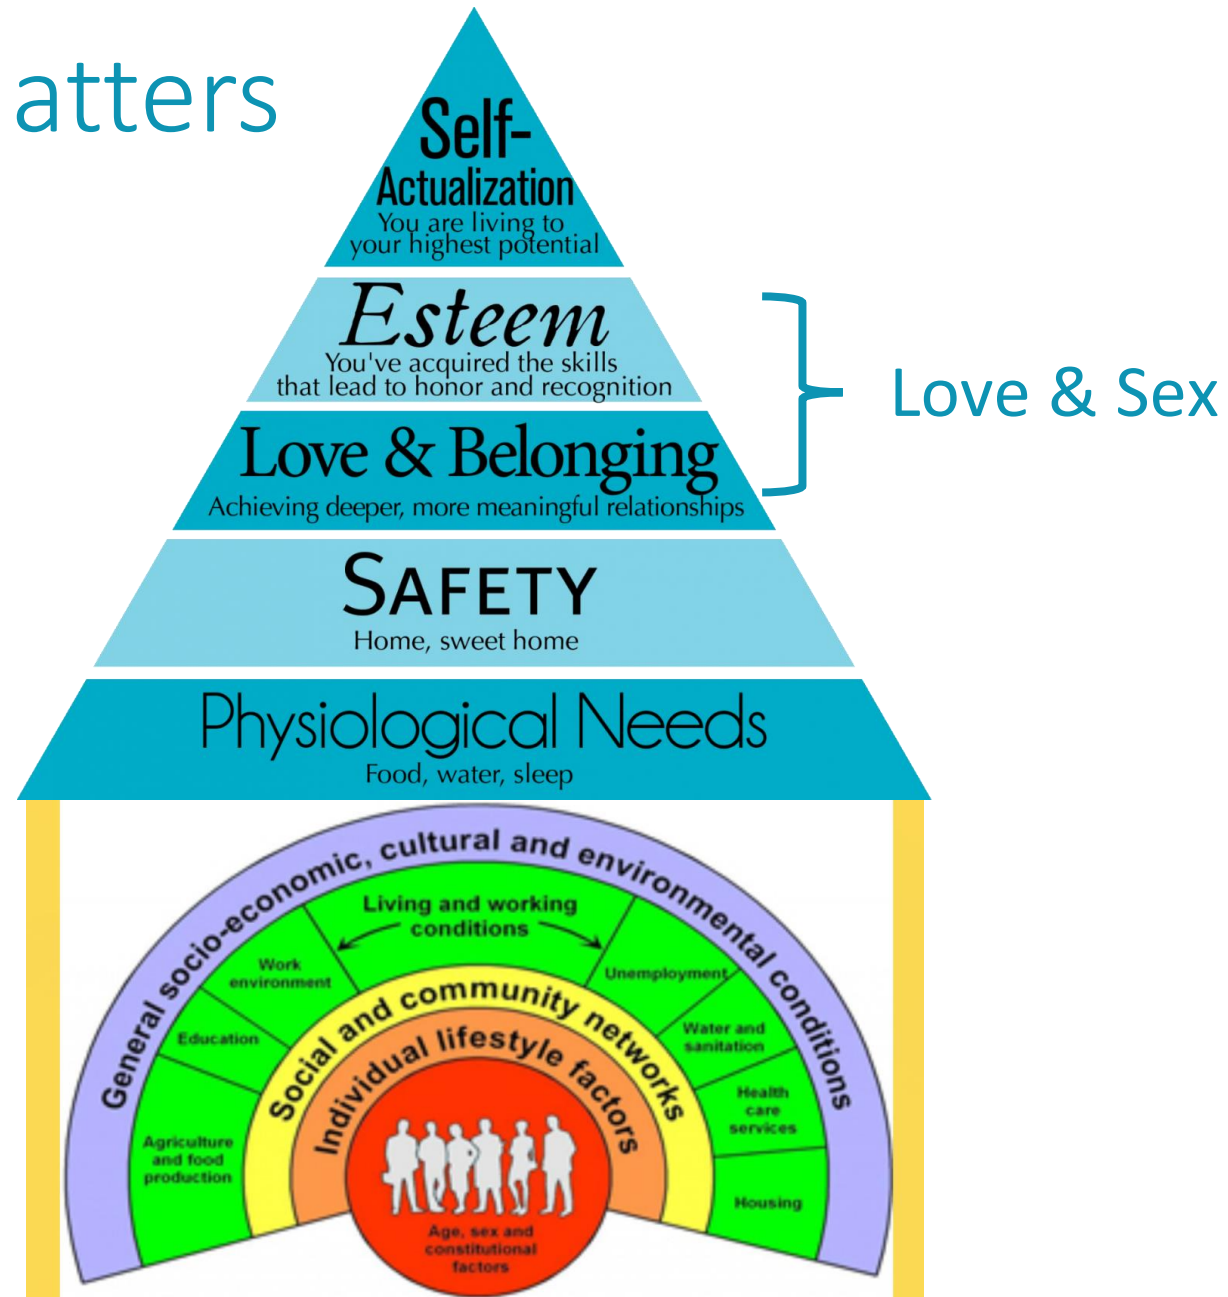 atters
Self-
Actualization
You are living to
your highest potential
Esteem
You've acquired the skills
that lead to honor and recognition
Love & Sex
Love & Belonging
Achieving deeper, more meaningful relationships
SAFETY
Home, sweet home
Physiological Needs
Food, water, sleep
General socio-economic, cultural and environmental conditions
Living and working
conditions
Work
environment
Unemployment
Education
Water and
sanitation
Agriculture
and food
production
Health
care
services
Housing
Social and community networks
Individual lifestyle factors
Age, sex and
constitutional
factors